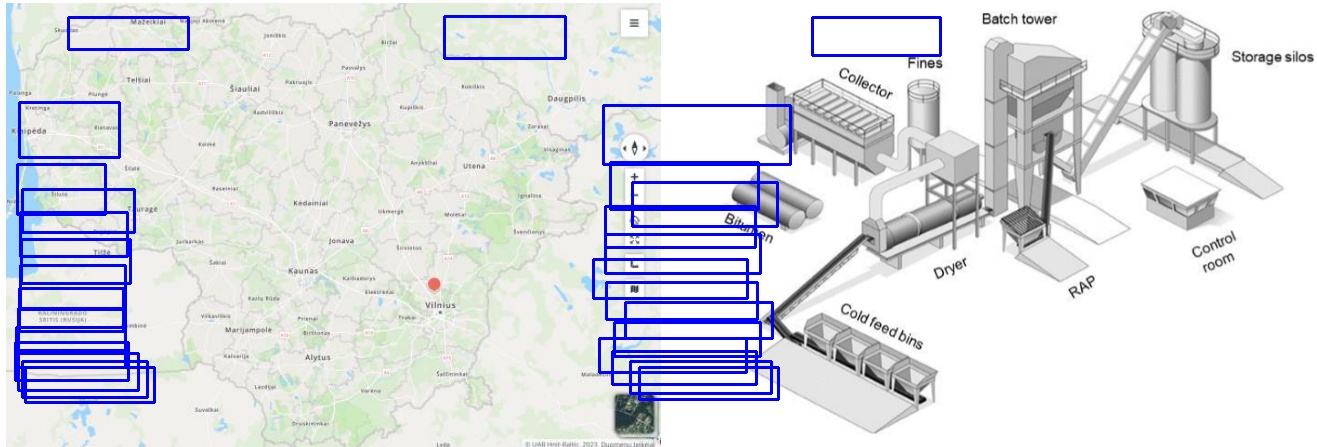 Mažeikiai
Skuodas
Joniškis
Biržai
Palanga
Plungė
Telšiai
Šiauliai
Pakruojis
Pasvalys
Rokiškis
Kupiškis
Daugpilis
Zarasai
Visaginas
Kretinga
Klaipėda
Rietavas
Radviliškis
Panevėžys
Kelmė
Šilalė
Anykščiai
Utena
Ignalina
Šilutė
Tauragė
Raseiniai
Kėdainiai
Ukmergė
Molėtai
Švenčionys
Jurbarkas
Jonava
Širvintos
Tilžė
Šakiai
Kaunas
Kaišiadorys
Elektrėnai
Kazlų Rūda
Vilnius
KALININGRADO
SRITIS (RUSIJA)
Vilkaviškis
Prienai
Trakai
Marijampolė
Birštonas
Kalvarija
Alytus
Šalčininkai
Lazdijai
Varėna
Suvalkai
Druskininkai
Lyda
© UAB Hnit-Baltic, 2023, Duomenų teikėjai
Batch tower
Storage silos
Fines
Collector
Bitumen
Dryer
RAP
Control
room
Cold feed bins